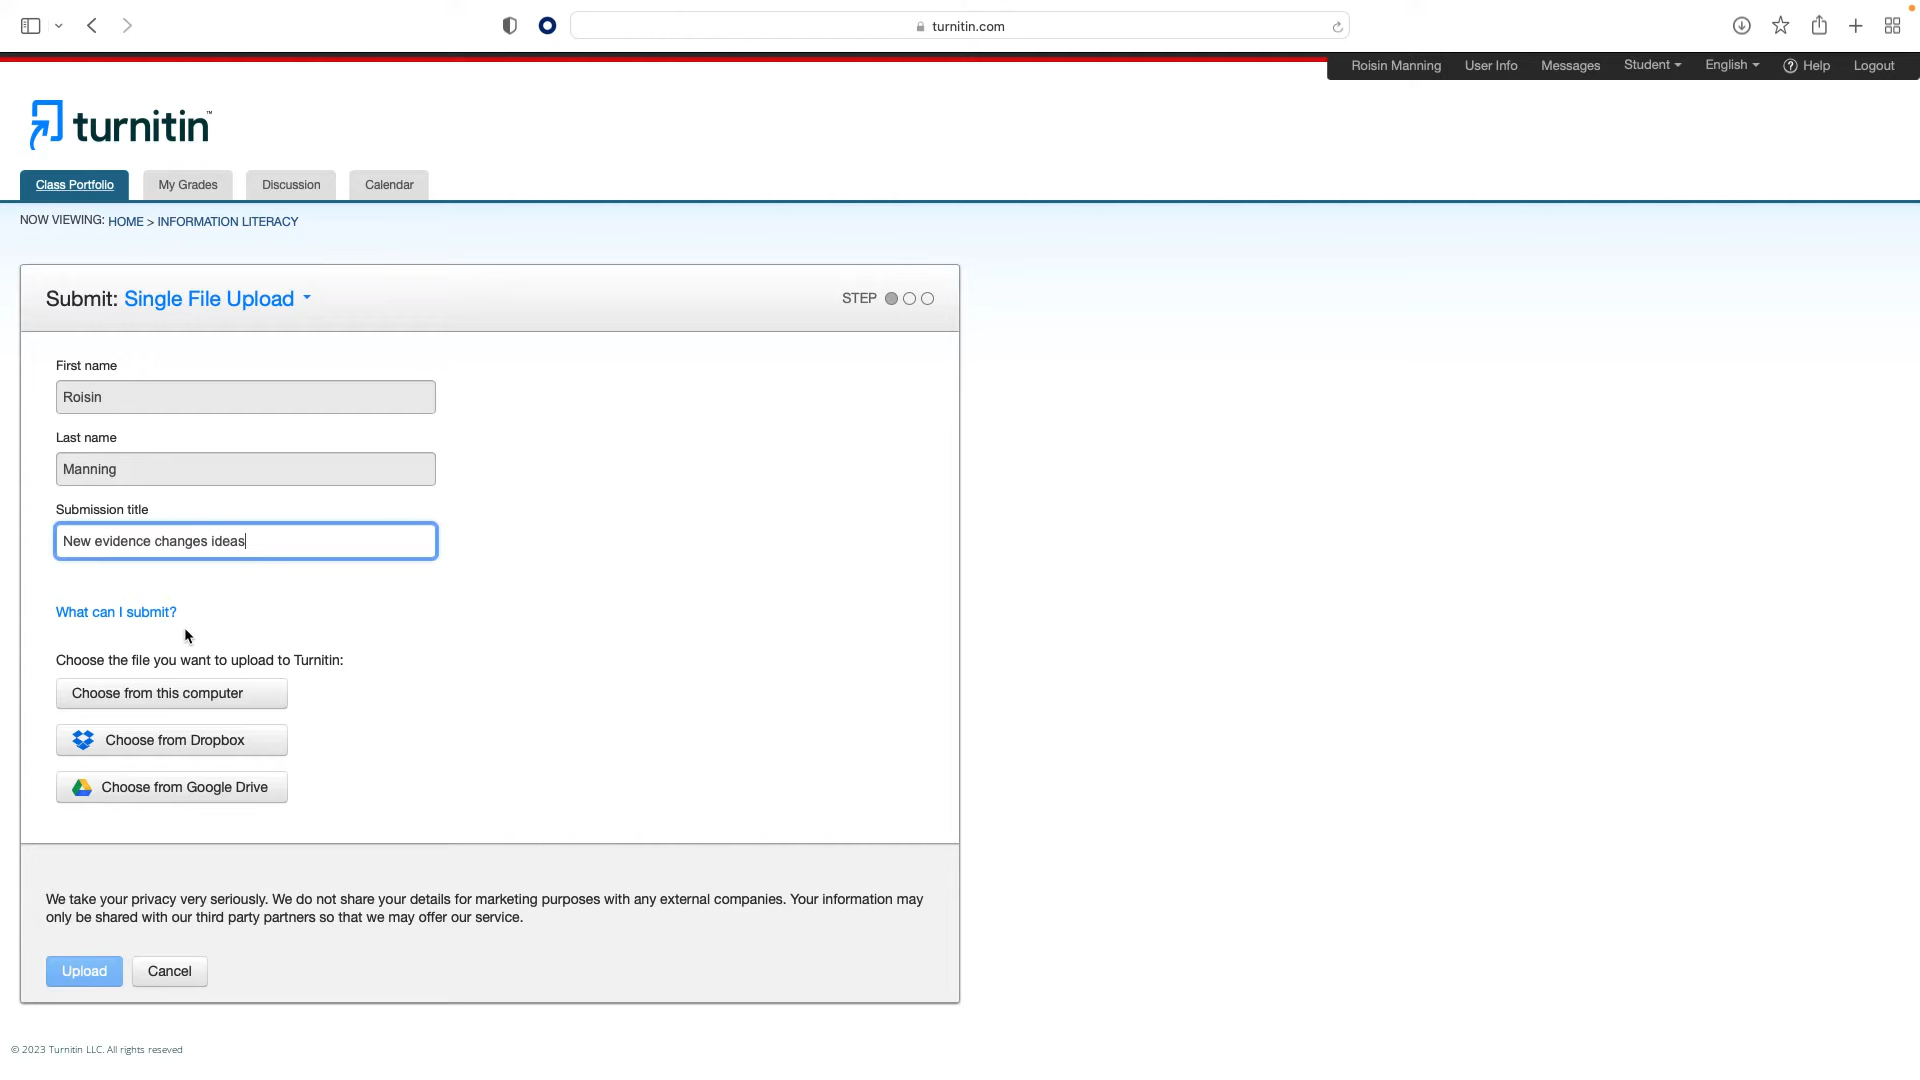 turnitin.com
Roisin Manning User Info Messages Student English Help Logout
turnitin™
Class Portfolio My Grades Discussion Calendar
NOW VIEWING: HOME > INFORMATION LITERACY
Submit: Single File Upload STEP
First name
Roisin
Last name
Manning
Submission title
New evidence changes ideas
What can I submit?
Choose the file you want to upload to Turnitin:
Choose from this computer
Choose from Dropbox
Choose from Google Drive
We take your privacy very seriously. We do not share your details for marketing purposes with any external companies. Your information may
only be shared with our third party partners so that we may offer our service.
Upload Cancel
© 2023 Turnitin LLC. All rights reseved